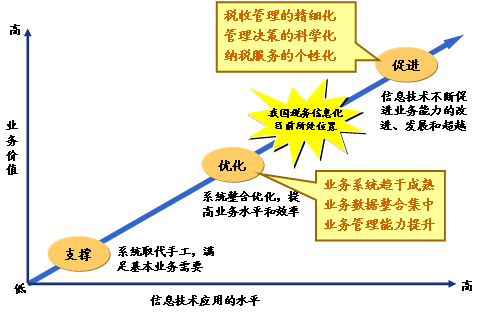 高
税收管理的精细化
管理决策的科学化
纳税服务的个性化
促进
信息技术不断促
进业务能力的改
进、发展和超越
我国税务信息化
目前所处位置
业务价值
优化
系统整合优化，提
高业务水平和效率
业务系统趋于成熟
业务数据整合集中
业务管理能力提升
支撑
系统取代手工，满
足基本业务需要
低
高
信息技术应用的水平